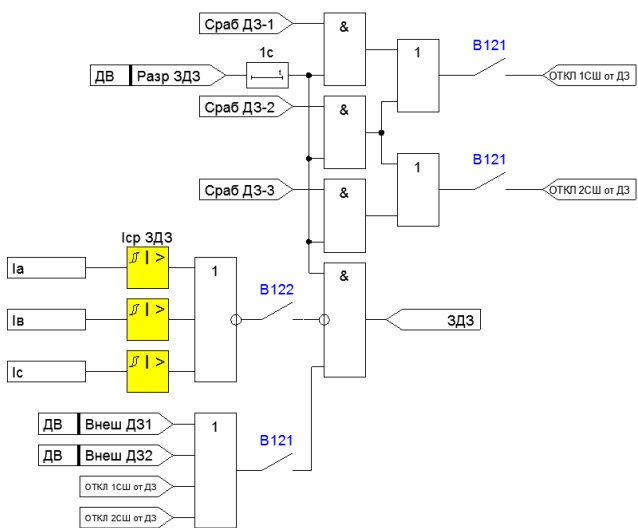 Сраб ДЗ-1
&
1
В121
1с
t
ДВ Разр ЗДЗ
ОТКЛ 1СШ от ДЗ
Сраб ДЗ-2
&
1
В121
Сраб ДЗ-3
&
ОТКЛ 2СШ от ДЗ
Iср ЗДЗ
Iа
I >
1
&
В122
Iв
I >
ЗДЗ
Iс
I >
ДВ Внеш ДЗ1
1
В121
ДВ Внеш ДЗ2
ОТКЛ 1СШ от ДЗ
ОТКЛ 2СШ от ДЗ